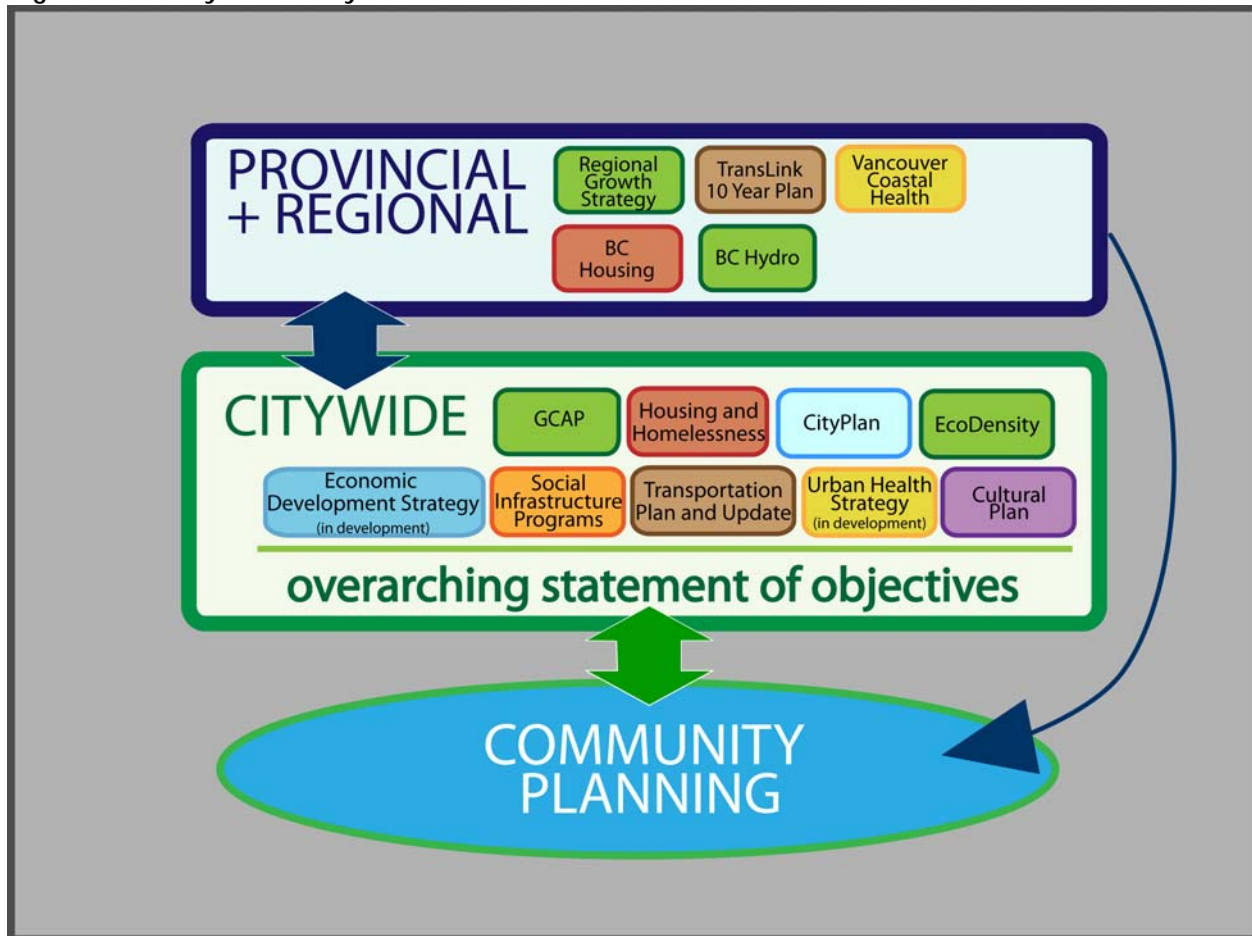 PROVINCIAL
+ REGIONAL
Regional
Growth
Strategy
TransLink
10 Year Plan
Vancouver
Coastal
Health
BC
Housing
BC Hydro
CITYWIDE
GCAP
Housing and
Homelessness
CityPlan
EcoDensity
Economic
Development Strategy
(in development)
Social
Infrastructure
Programs
Transportation
Plan and Update
Urban Health
Strategy
(in development)
Cultural
Plan
overarching statement of objectives
COMMUNITY
PLANNING